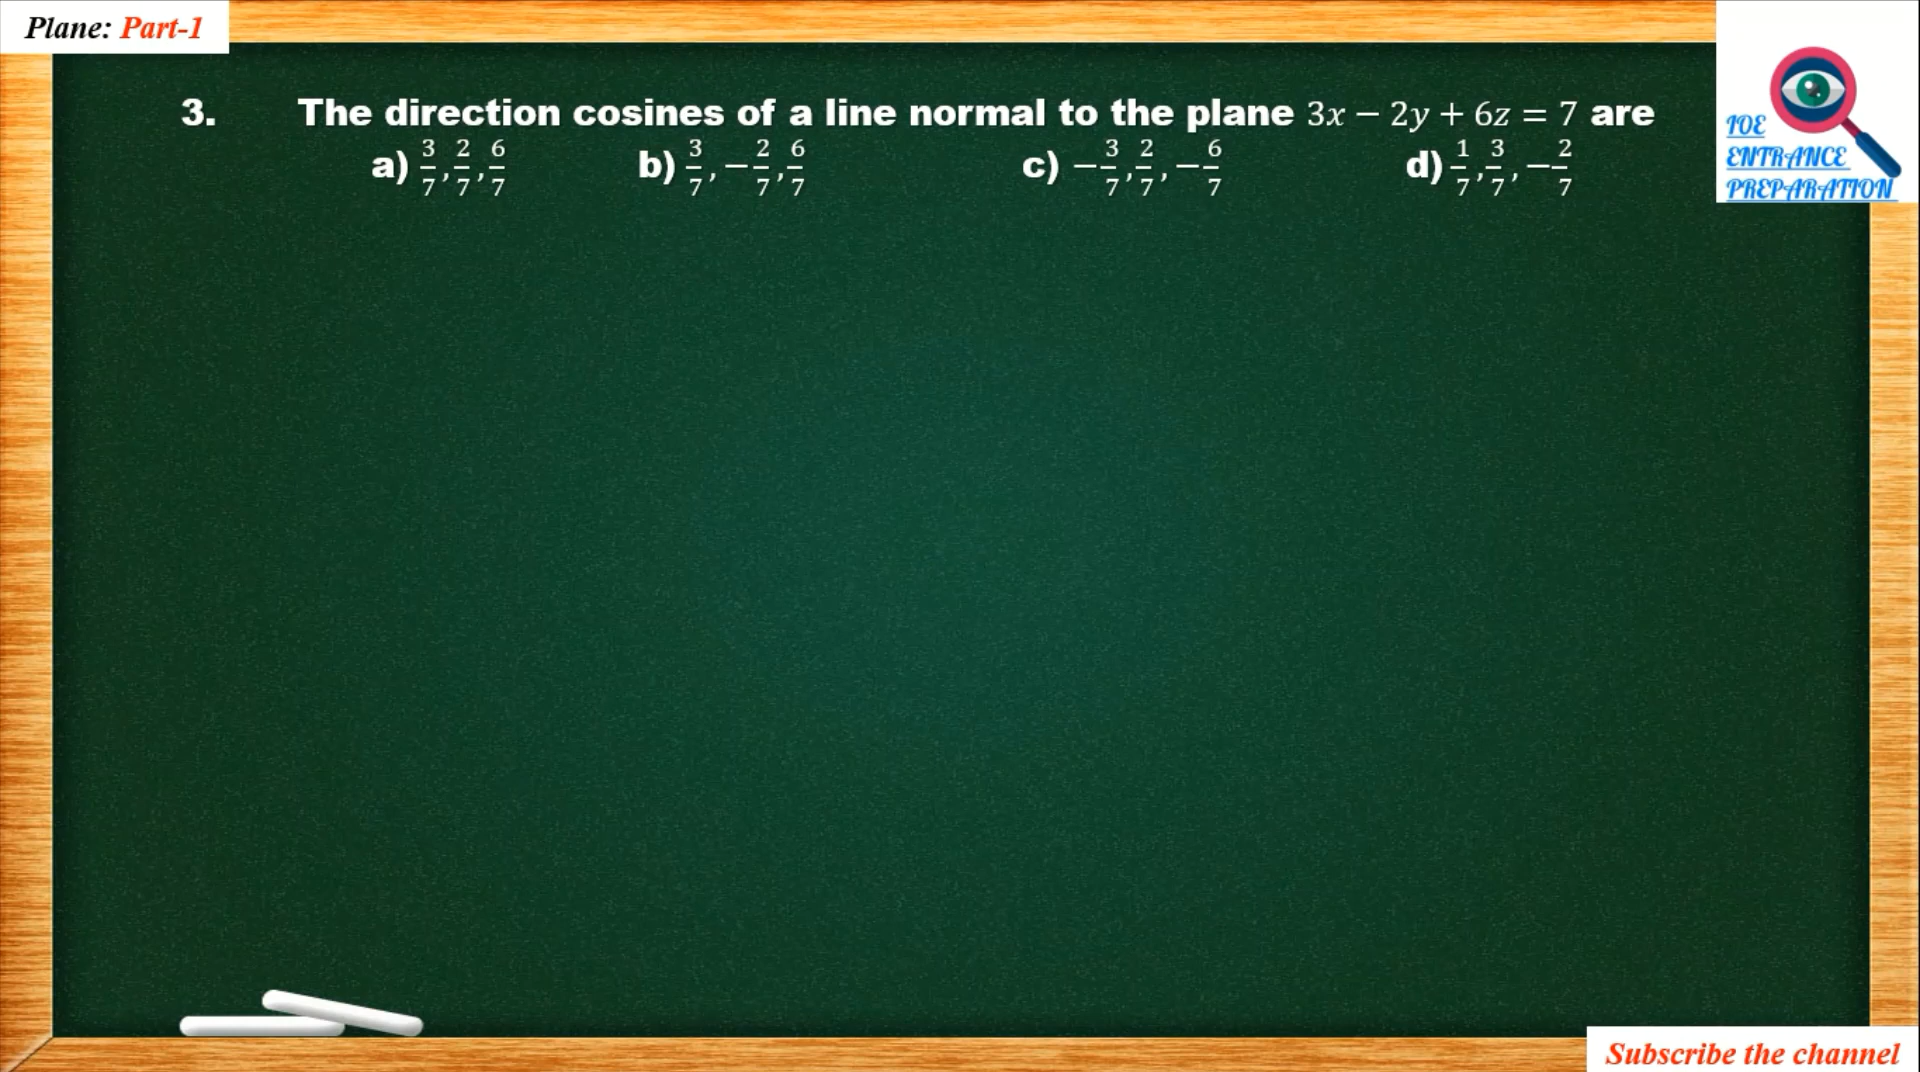 Plane: Part-1
3. The direction cosines of a line normal to the plane 3x − 2y + 6z = 7 are
a) 3/7, 2/7, 6/7 b) 3/7, −2/7, 6/7 c) −3/7, 2/7, −6/7 d) 1/7, 3/7, −2/7
IOE
ENTRANCE
PREPARATION
Subscribe the channel